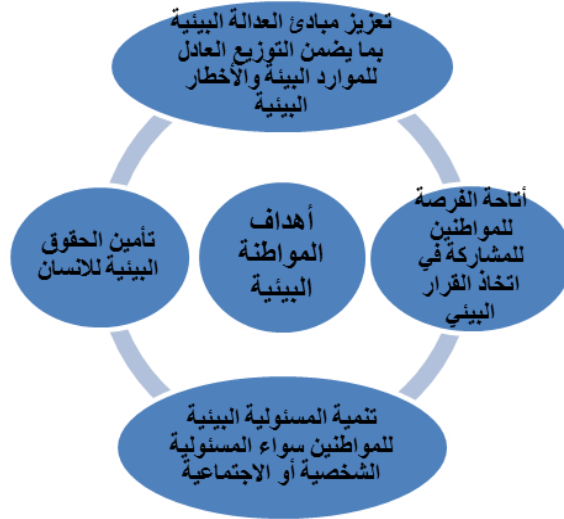 تعزيز مبادئ العدالة البيئية
بما يضمن التوزيع العادل
للموارد البيئة والأخطار
البيئية
أتاحة الفرصة
للمواطنين
للمشاركة في
اتخاذ القرار
البيئي
أهداف
المواطنة
البيئية
تأمين الحقوق
البيئية للانسان
تنمية المسئولية البيئية
للمواطنين سواء المسئولية
الشخصية أو الاجتماعية